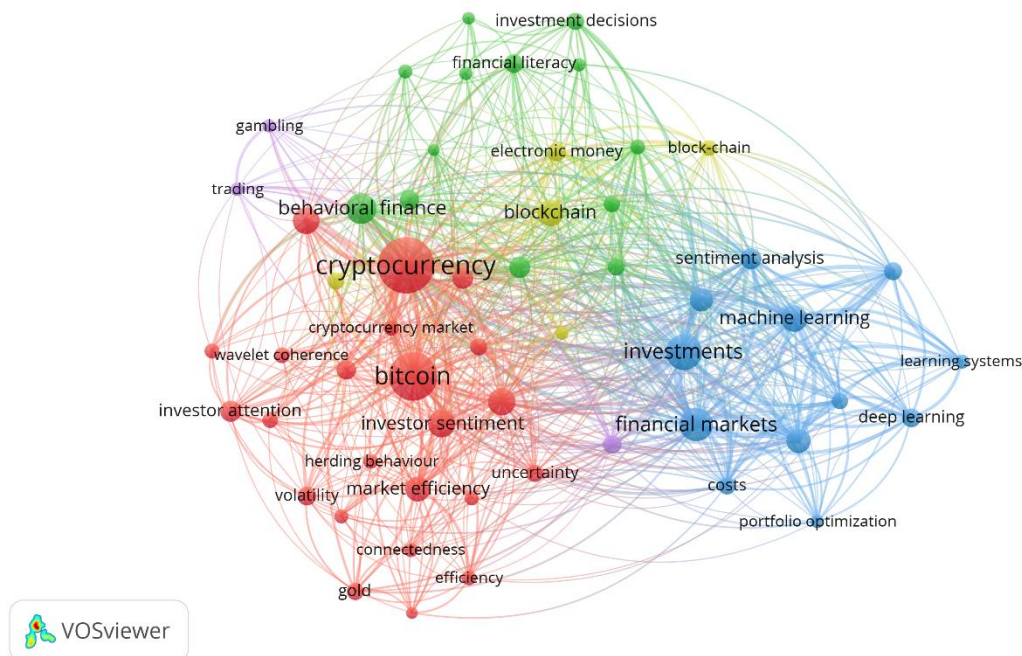 investment decisions
financial literacy
gambling
electronic money
block-chain
trading
behavioral finance
blockchain
cryptocurrency
sentiment analysis
machine learning
cryptocurrency market
wavelet coherence
investments
learning systems
bitcoin
investor attention
investor sentiment
financial markets
deep learning
herding behaviour
uncertainty
volatility
market efficiency
costs
portfolio optimization
connectedness
efficiency
gold
VOSviewer